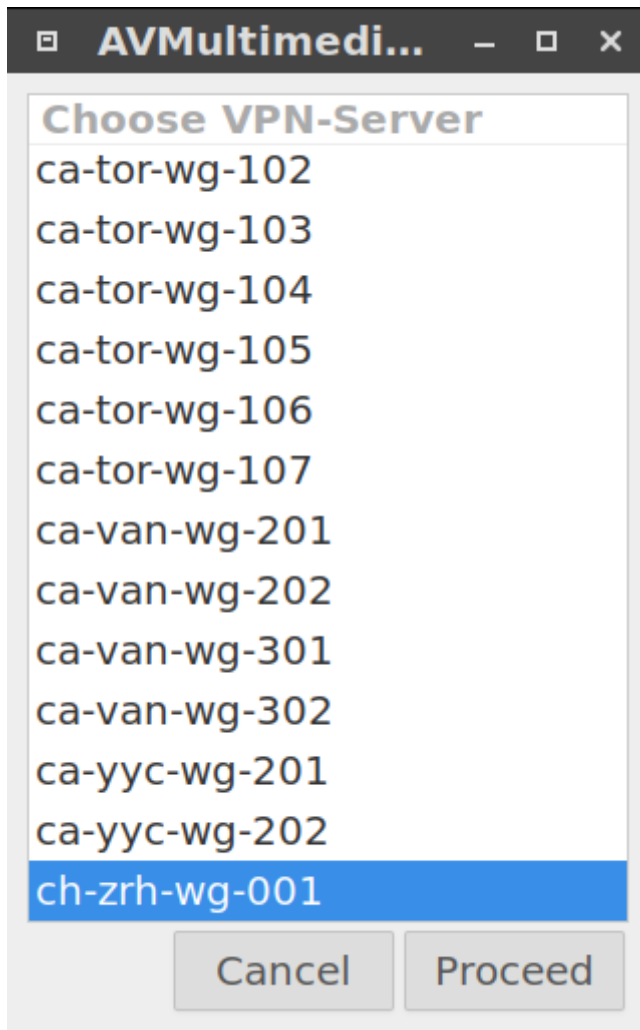 AVMultimedi...
Choose VPN-Server
ca-tor-wg-102
ca-tor-wg-103
ca-tor-wg-104
ca-tor-wg-105
ca-tor-wg-106
ca-tor-wg-107
ca-van-wg-201
ca-van-wg-202
ca-van-wg-301
ca-van-wg-302
ca-yyc-wg-201
ca-yyc-wg-202
ch-zrh-wg-001
Cancel Proceed